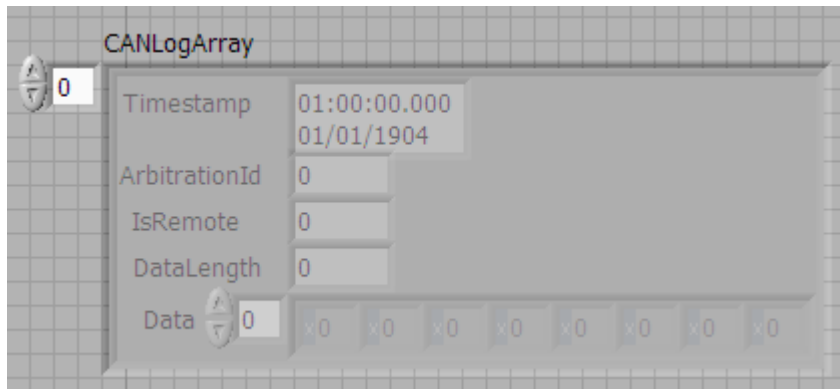 CANLogArray
0
Timestamp 01:00:00.000
01/01/1904
ArbitrationId 0
IsRemote 0
DataLength 0
Data 0 x0 x0 x0 x0 x0 x0 x0 x0